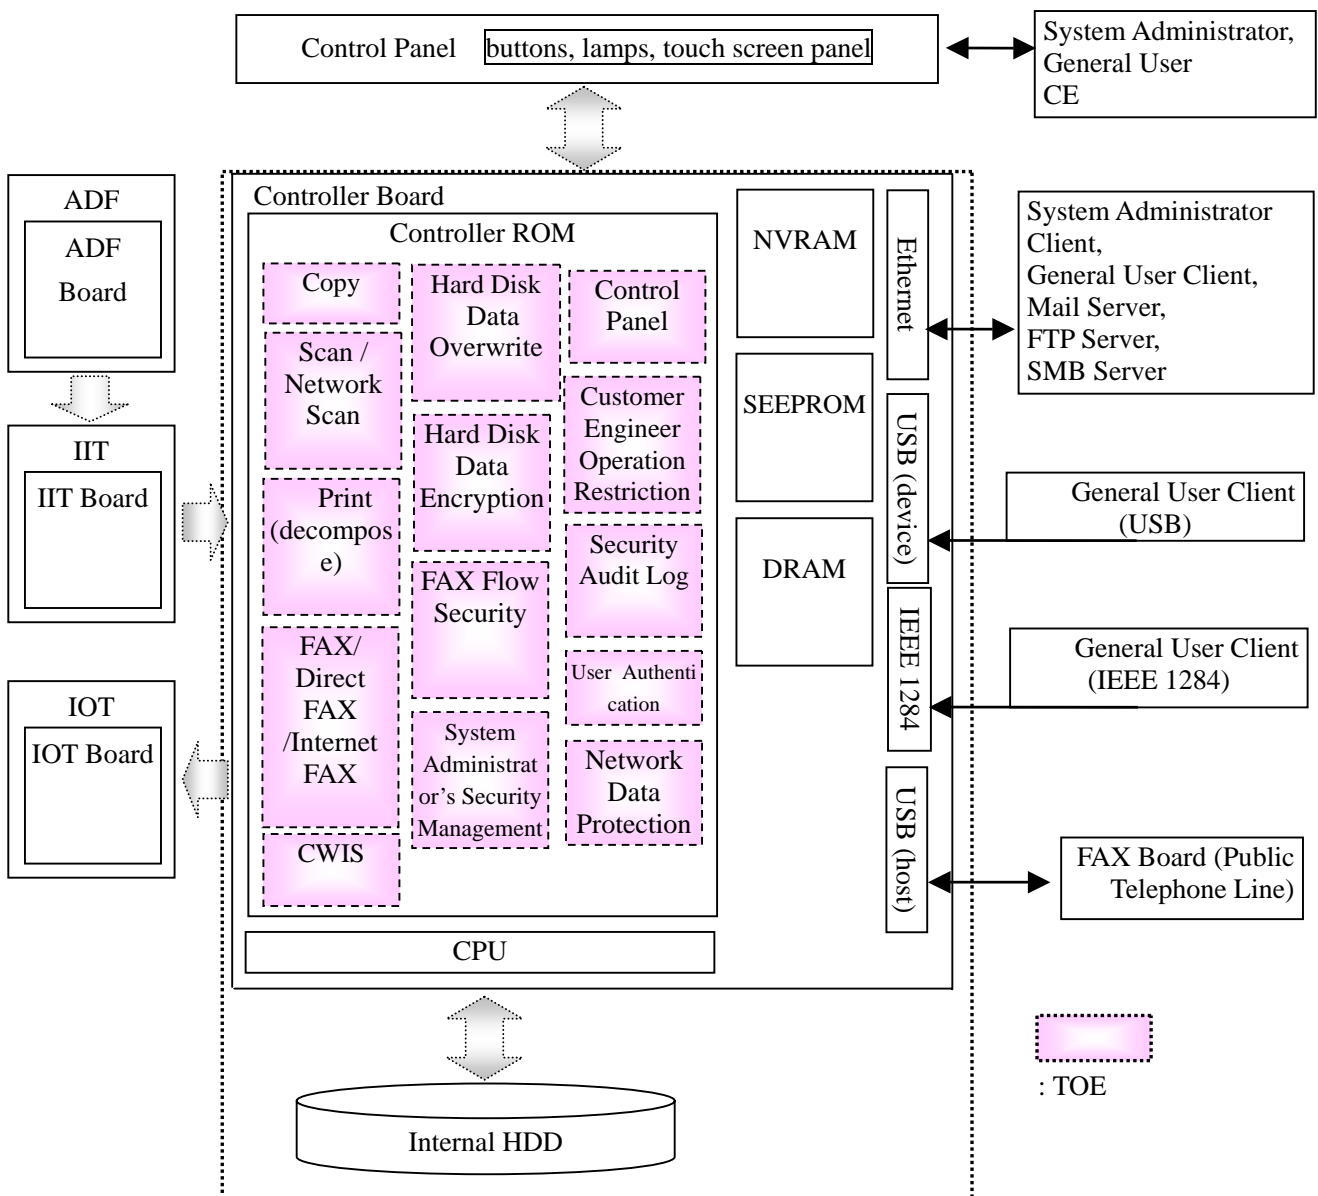 Control Panel
buttons, lamps, touch screen panel
System Administrator,
General User
CE
ADF
ADF
Board
IIT
IIT Board
IOT
IOT Board
Controller Board
Controller ROM
Copy
Scan /
Network
Scan
Print
(decompos
e)
FAX/
Direct
FAX
/Internet
FAX
CWIS
Hard Disk
Data
Overwrite
Hard Disk
Data
Encryption
FAX Flow
Security
System
Administrat
or’s Security
Management
Control
Panel
Customer
Engineer
Operation
Restriction
Security
Audit Log
User Authenti
cation
Network
Data
Protection
CPU
NVRAM
SEEPROM
DRAM
Ethernet
USB (device)
IEEE 1284
USB (host)
System Administrator
Client,
General User Client,
Mail Server,
FTP Server,
SMB Server
General User Client
(USB)
General User Client
(IEEE 1284)
FAX Board (Public
Telephone Line)
Internal HDD
: TOE